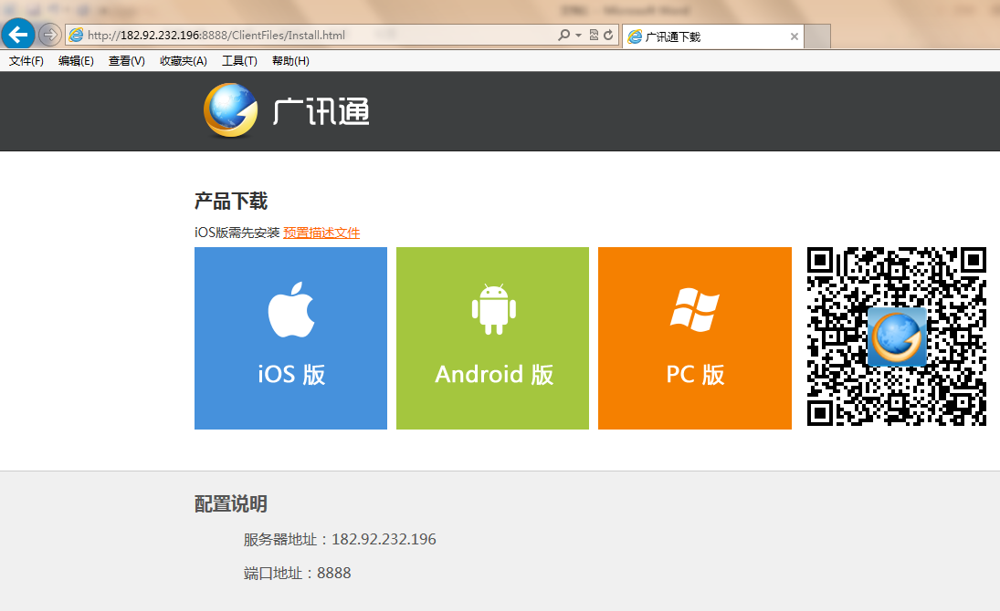 http://182.92.232.196:8888/ClientFiles/Install.html
广讯通下载
文件(F) 编辑(E) 查看(V) 收藏夹(A) 工具(T) 帮助(H)
广讯通
产品下载
iOS版需先安装 预置描述文件
iOS 版
Android 版
PC 版
配置说明
服务器地址：182.92.232.196
端口地址：8888